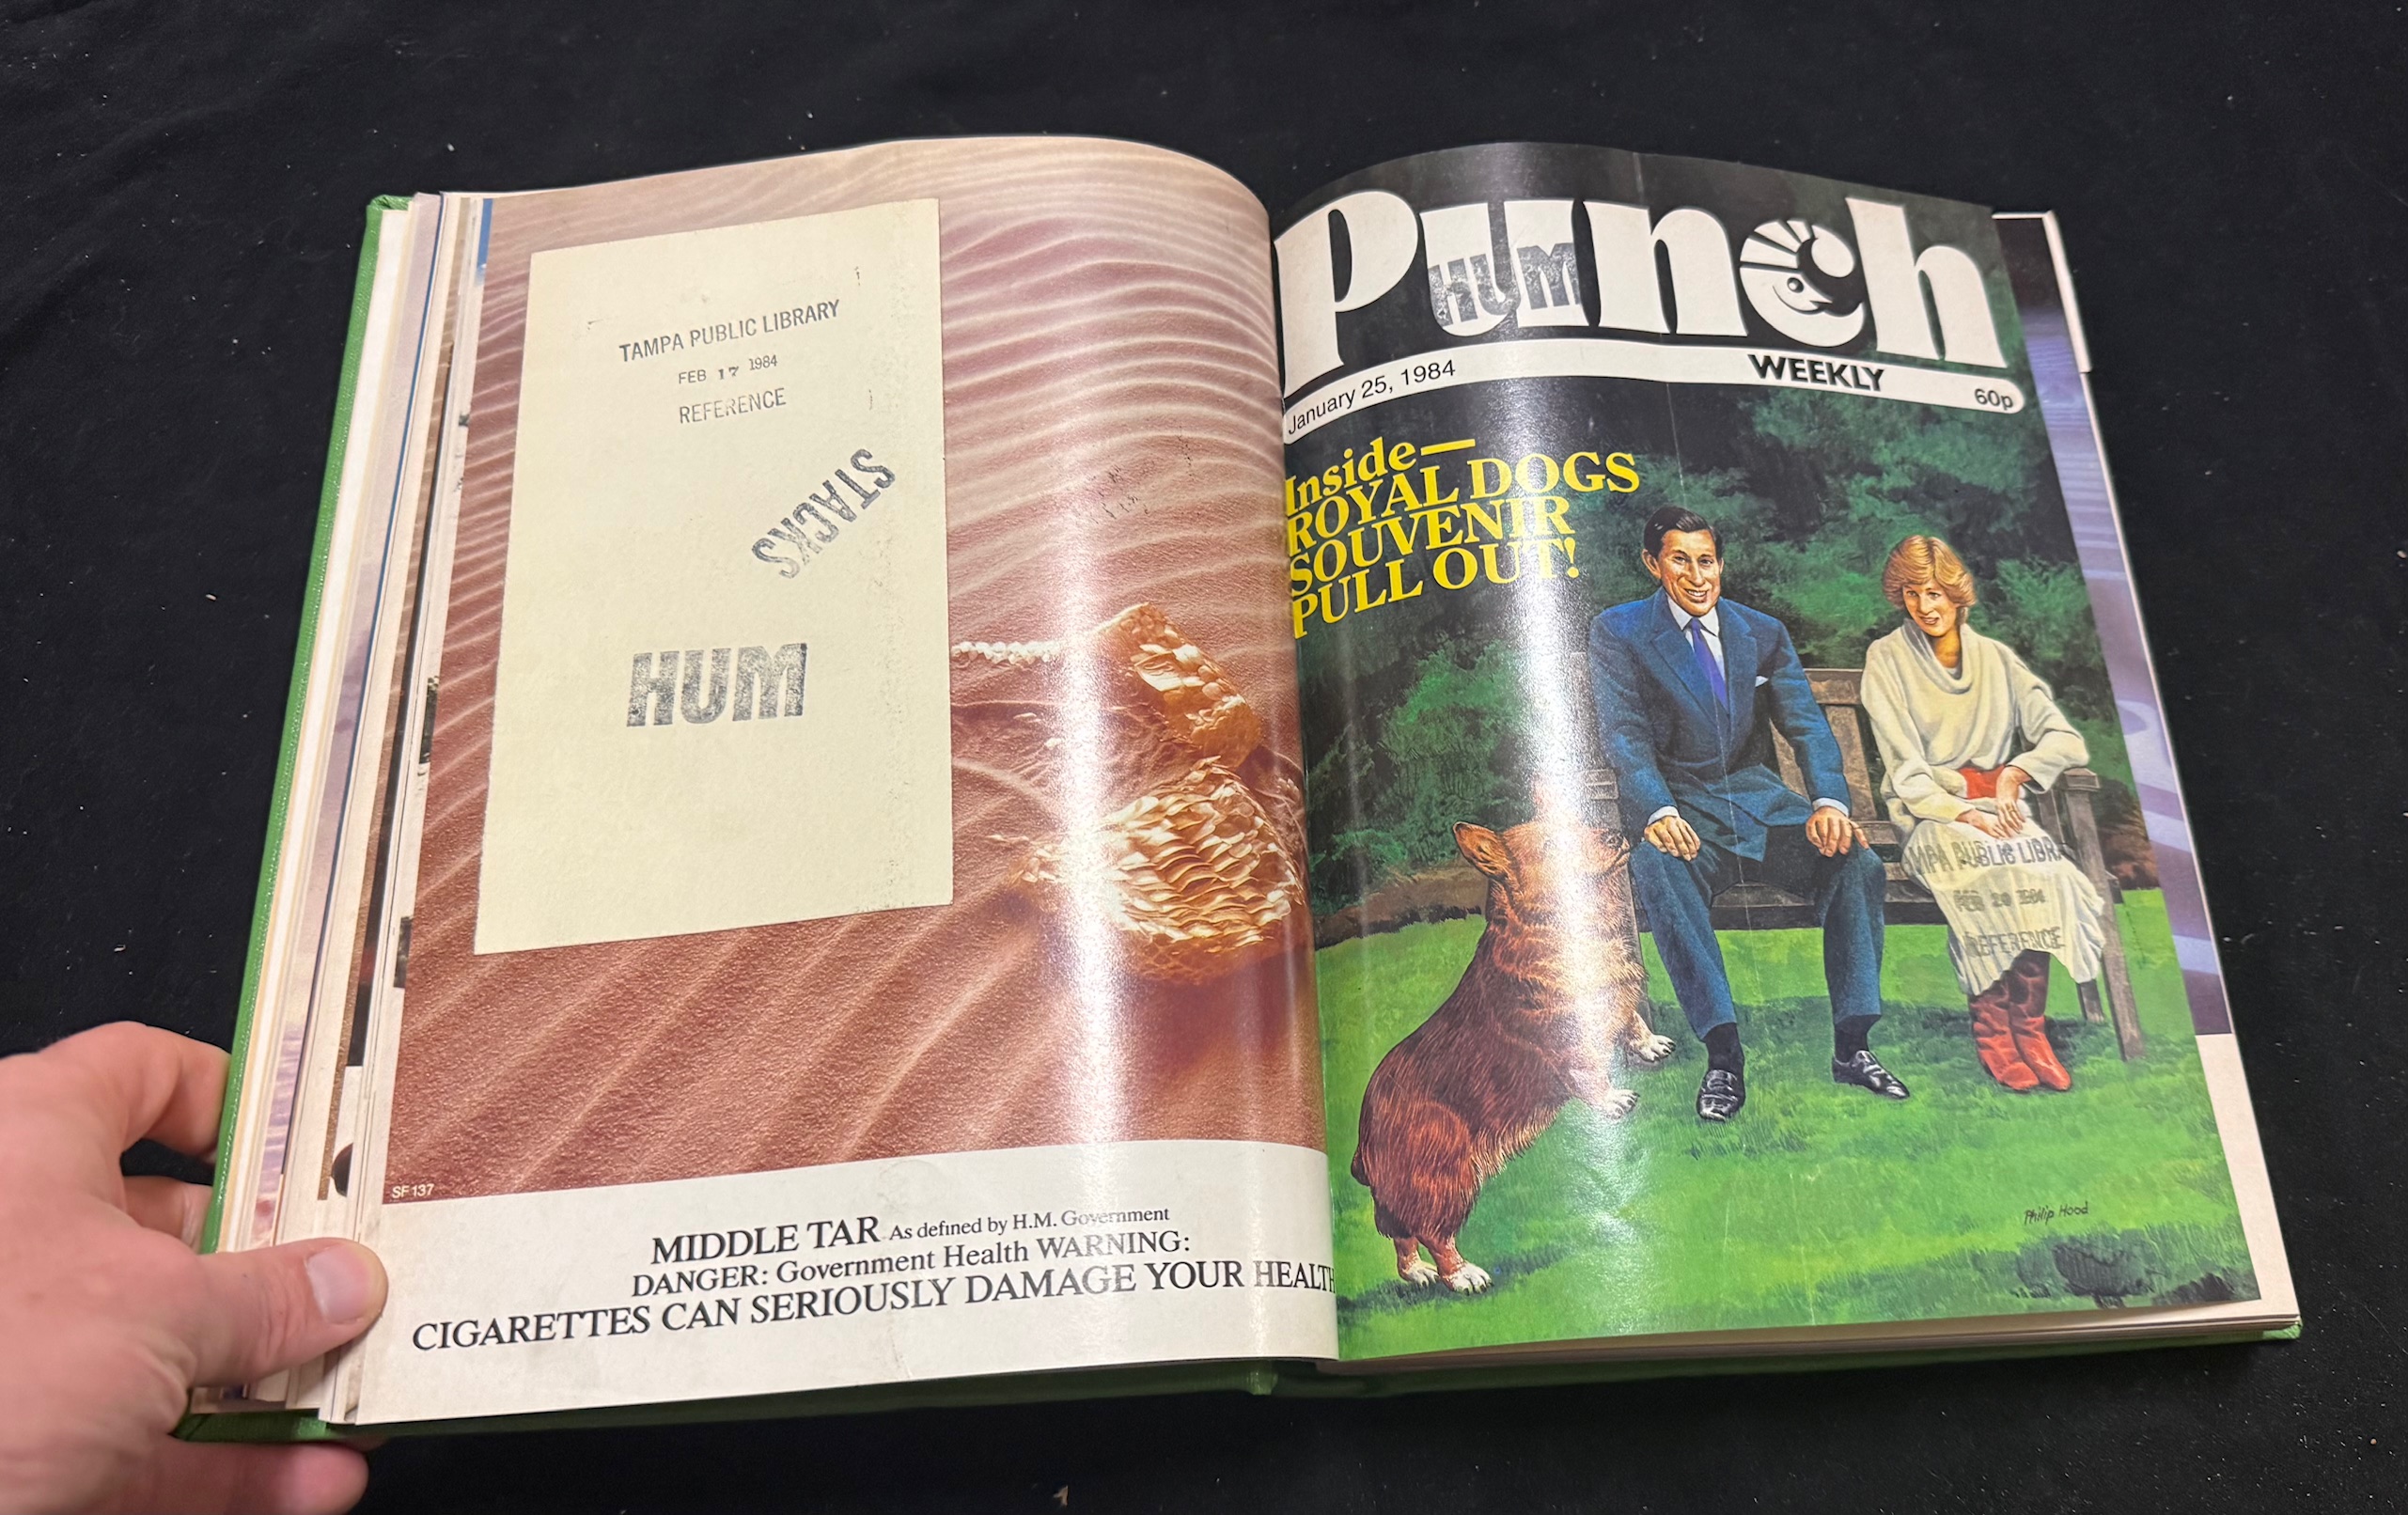 TAMPA PUBLIC LIBRARY
FEB 17 1984
REFERENCE
STACKS
HUM
SF 137
MIDDLE TAR As defined by H.M. Government
DANGER: Government Health WARNING:
CIGARETTES CAN SERIOUSLY DAMAGE YOUR HEALTH
Punch
HUM
WEEKLY
January 25, 1984
60p
Inside—
ROYAL DOGS
SOUVENIR
PULL OUT!
PUBLIC
FEB 20 1984
REFERENCE
Philip Hood